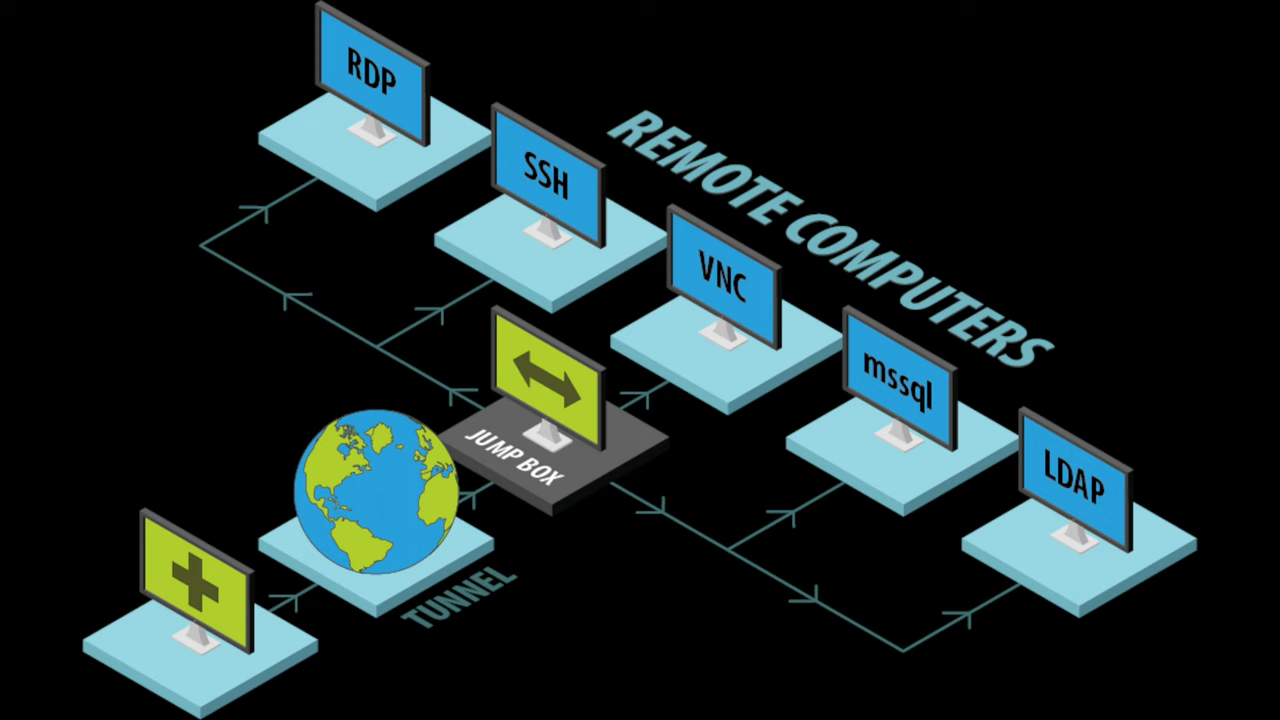 RDP
SSH
REMOTE COMPUTERS
VNC
mssql
LDAP
JUMP BOX
TUNNEL